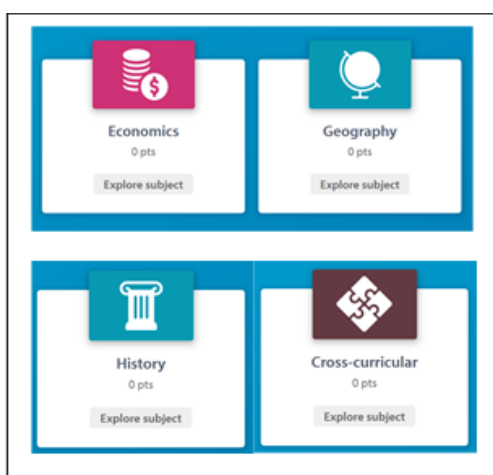 $
Economics
0 pts
Explore subject
Geography
0 pts
Explore subject
History
0 pts
Explore subject
Cross-curricular
0 pts
Explore subject